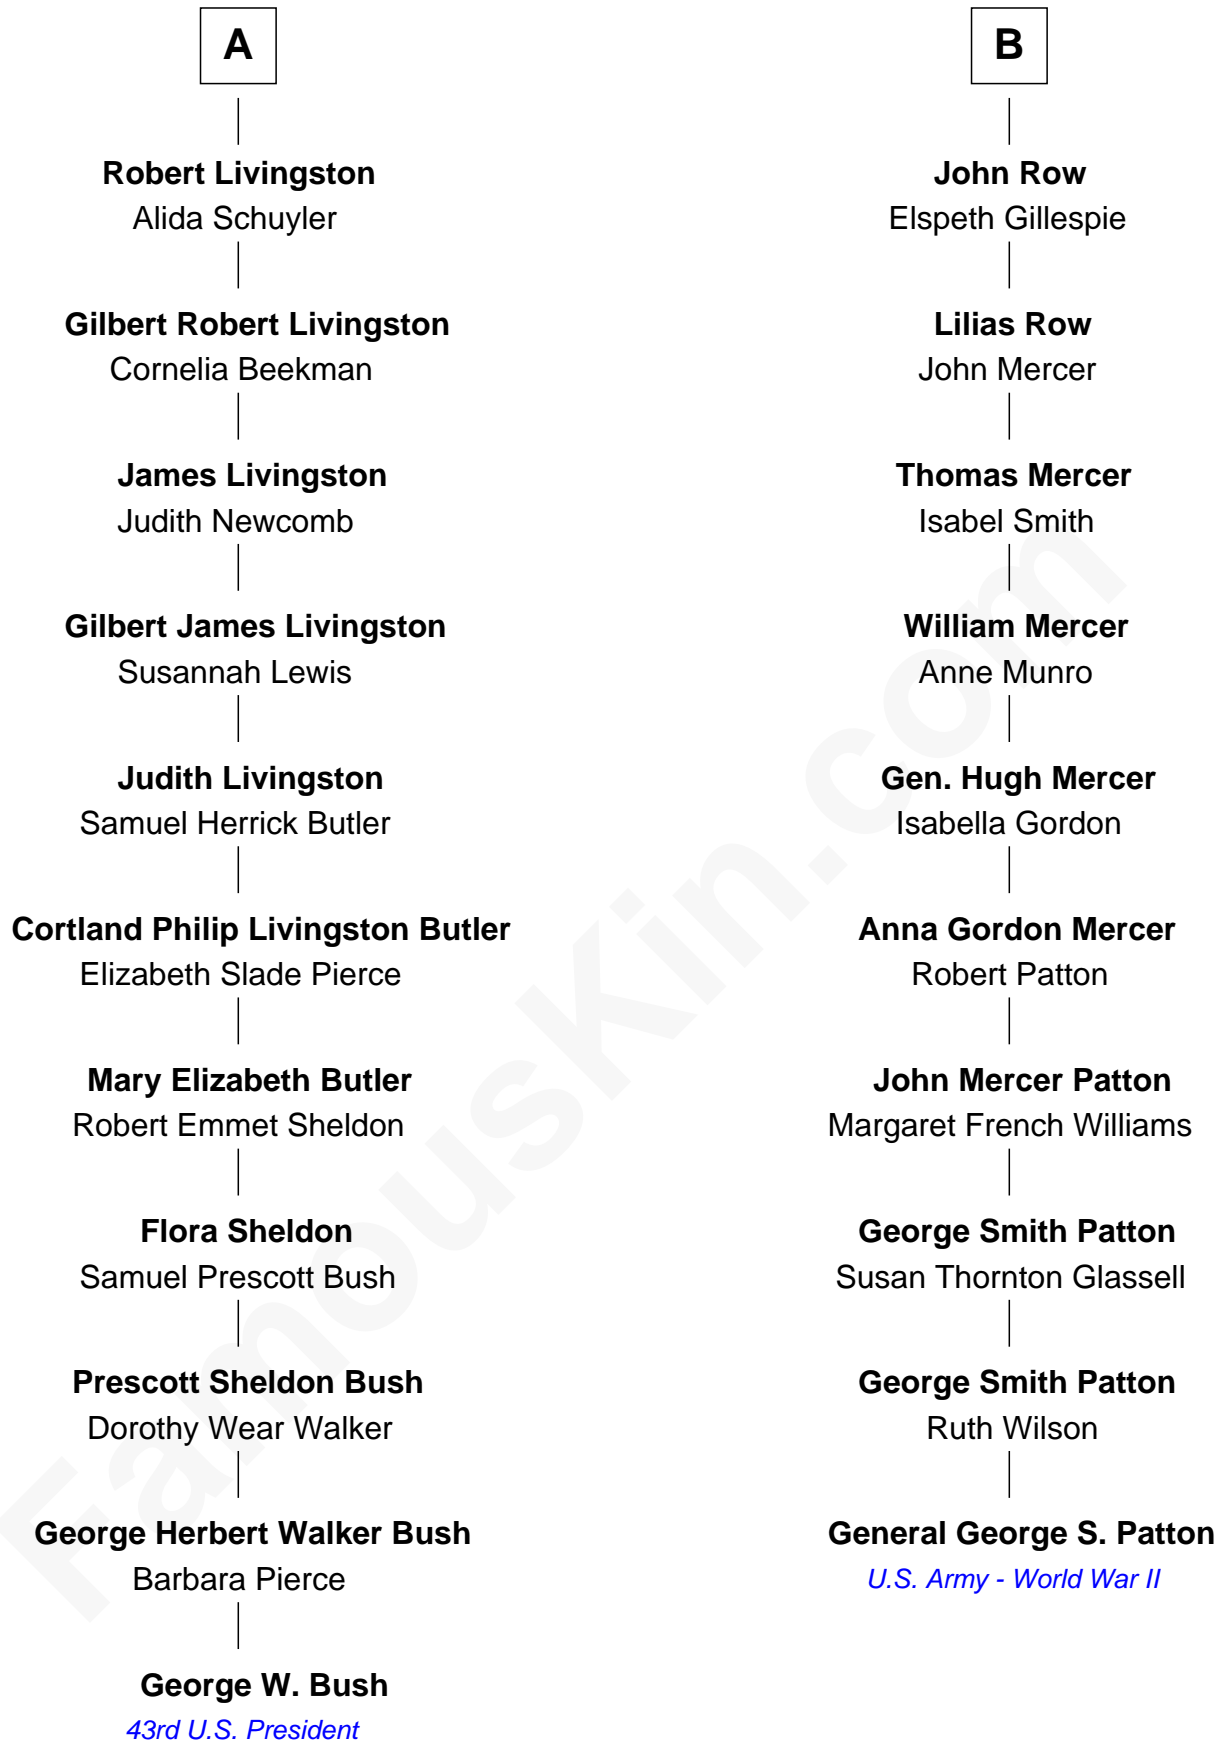 A
Robert Livingston
Alida Schuyler
Gilbert Robert Livingston
Cornelia Beekman
James Livingston
Judith Newcomb
Gilbert James Livingston
Susannah Lewis
Judith Livingston
Samuel Herrick Butler
Cortland Philip Livingston Butler
Elizabeth Slade Pierce
Mary Elizabeth Butler
Robert Emmet Sheldon
Flora Sheldon
Samuel Prescott Bush
Prescott Sheldon Bush
Dorothy Wear Walker
George Herbert Walker Bush
Barbara Pierce
George W. Bush
43rd U.S. President
B
John Row
Elspeth Gillespie
Lilias Row
John Mercer
Thomas Mercer
Isabel Smith
William Mercer
Anne Munro
Gen. Hugh Mercer
Isabella Gordon
Anna Gordon Mercer
Robert Patton
John Mercer Patton
Margaret French Williams
George Smith Patton
Susan Thornton Glassell
George Smith Patton
Ruth Wilson
General George S. Patton
U.S. Army - World War II
FamousKin.com